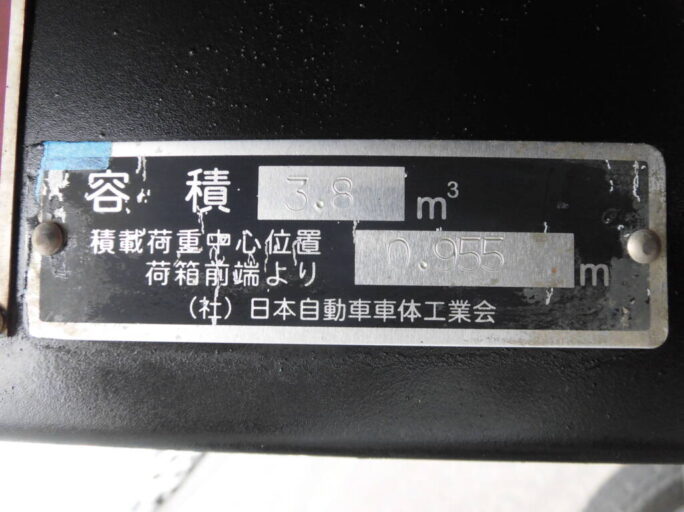 容積 3.8 m³
積載荷重中心位置
荷箱前端より 0.955 m
（社）日本自動車車体工業会